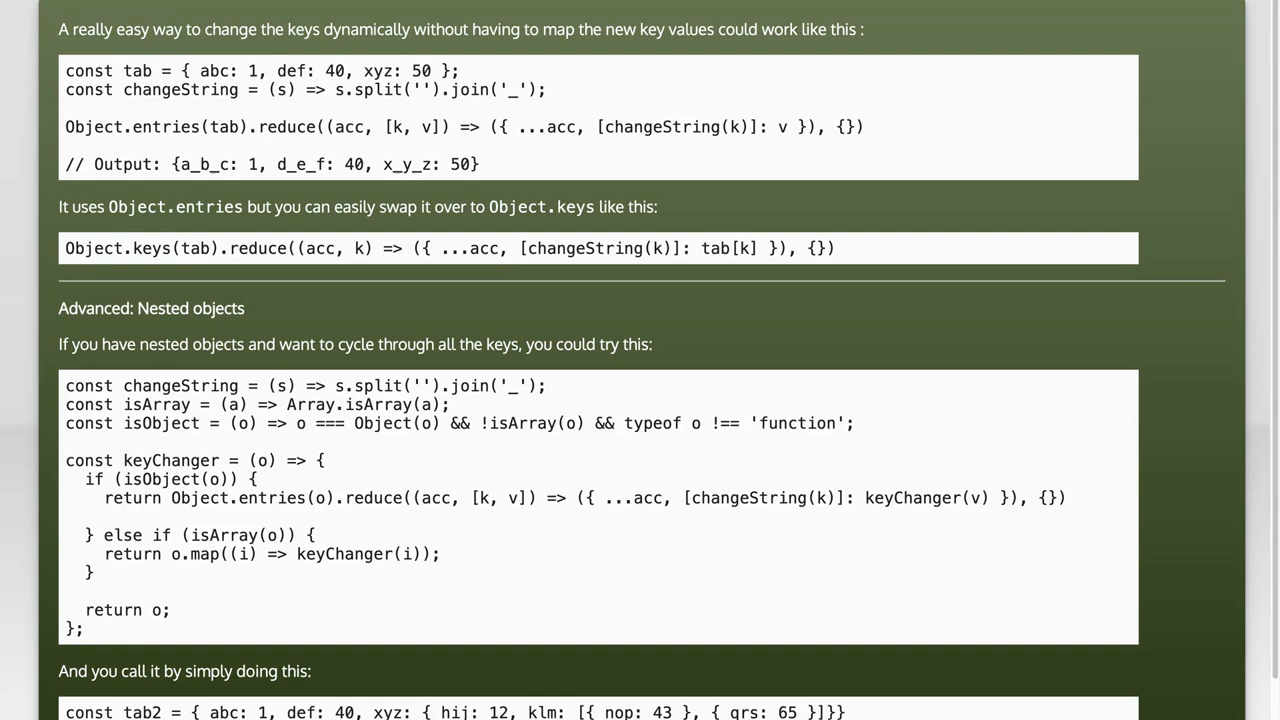 A really easy way to change the keys dynamically without having to map the new key values could work like this :
const tab = { abc: 1, def: 40, xyz: 50 };
const changeString = (s) => s.split('').join('_');
Object.entries(tab).reduce((acc, [k, v]) => ({ ...acc, [changeString(k)]: v }), {})
// Output: {a_b_c: 1, d_e_f: 40, x_y_z: 50}
It uses Object.entries but you can easily swap it over to Object.keys like this:
Object.keys(tab).reduce((acc, k) => ({ ...acc, [changeString(k)]: tab[k] }), {})
Advanced: Nested objects
If you have nested objects and want to cycle through all the keys, you could try this:
const changeString = (s) => s.split('').join('_');
const isArray = (a) => Array.isArray(a);
const isObject = (o) => o === Object(o) && !isArray(o) && typeof o !== 'function';
const keyChanger = (o) => {
  if (isObject(o)) {
    return Object.entries(o).reduce((acc, [k, v]) => ({ ...acc, [changeString(k)]: keyChanger(v) }), {})
  } else if (isArray(o)) {
    return o.map((i) => keyChanger(i));
  }
  return o;
};
And you call it by simply doing this:
const tab2 = { abc: 1, def: 40, xyz: { hij: 12, klm: [{ nop: 43 }, { qrs: 65 }]}}